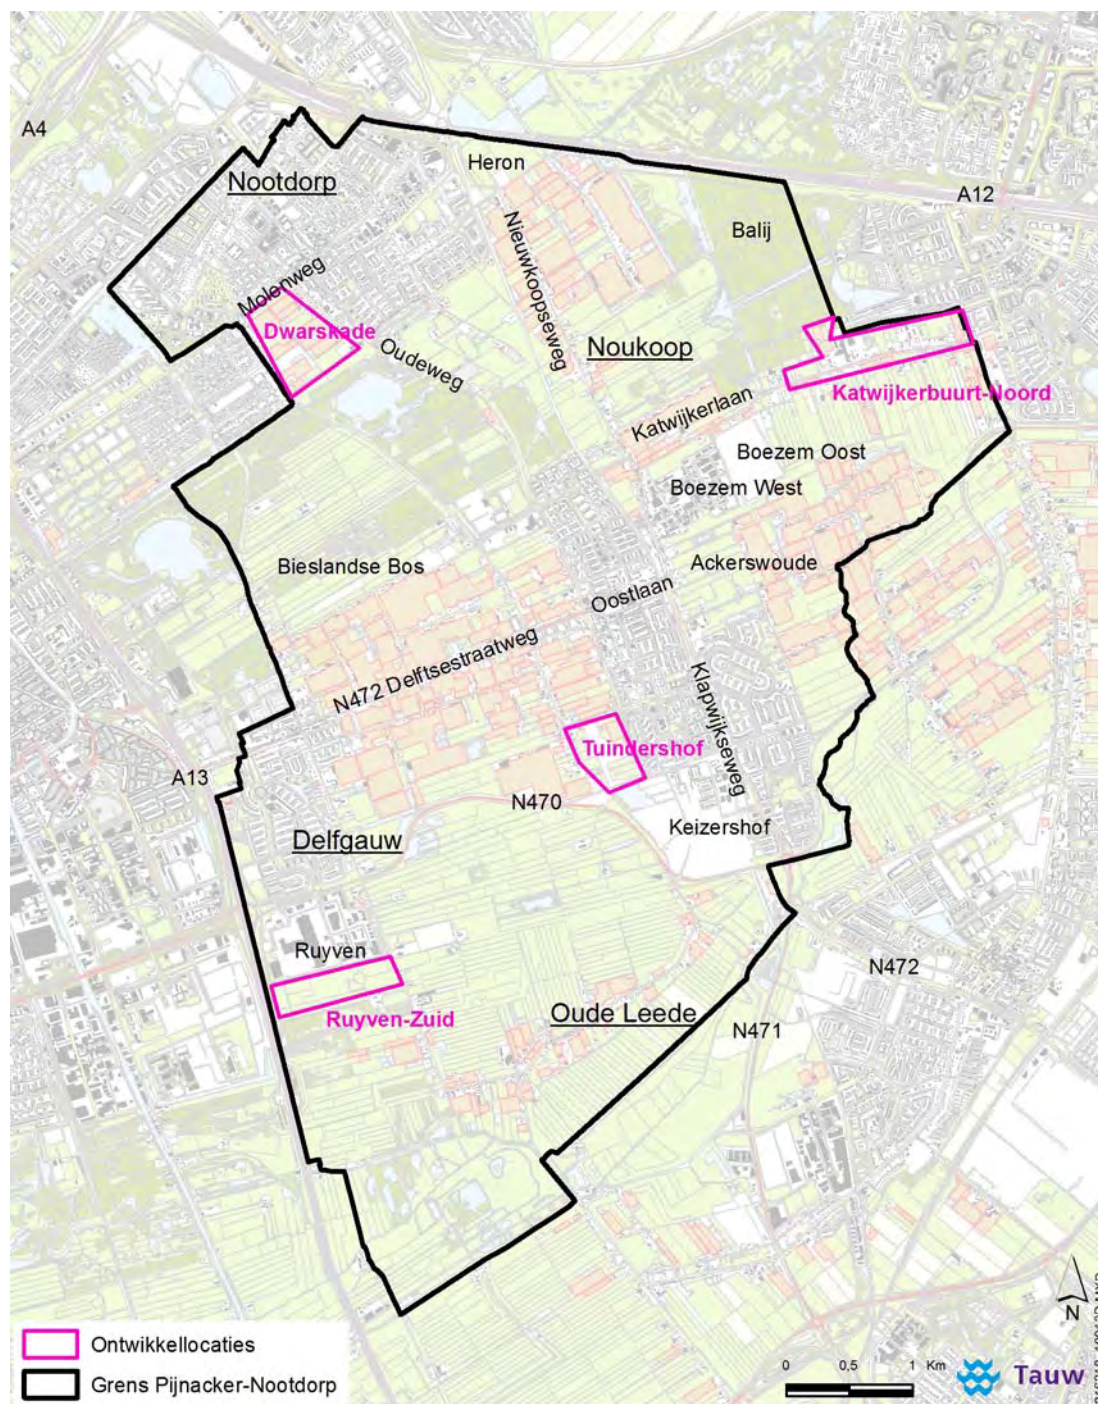 A4
Heron
Nootdorp
A12
Balij
Nieuwkoopseweg
Molenweg
Dwarskade
Oudeweg
Noukoop
Katwijkerbuurt-Noord
Katwijkerlaan
Boezem Oost
Boezem West
Bieslandse Bos
Ackerswoude
Oostlaan
N472 Delftsestraatweg
Klapwijkseweg
Tuindershof
A13
N470
Keizershof
Delfgauw
Ruyven
N472
Ruyven-Zuid
Oude Leede
N471
N
Ontwikkellocaties
Grens Pijnacker-Nootdorp
0 0,5 1 Km
Tauw